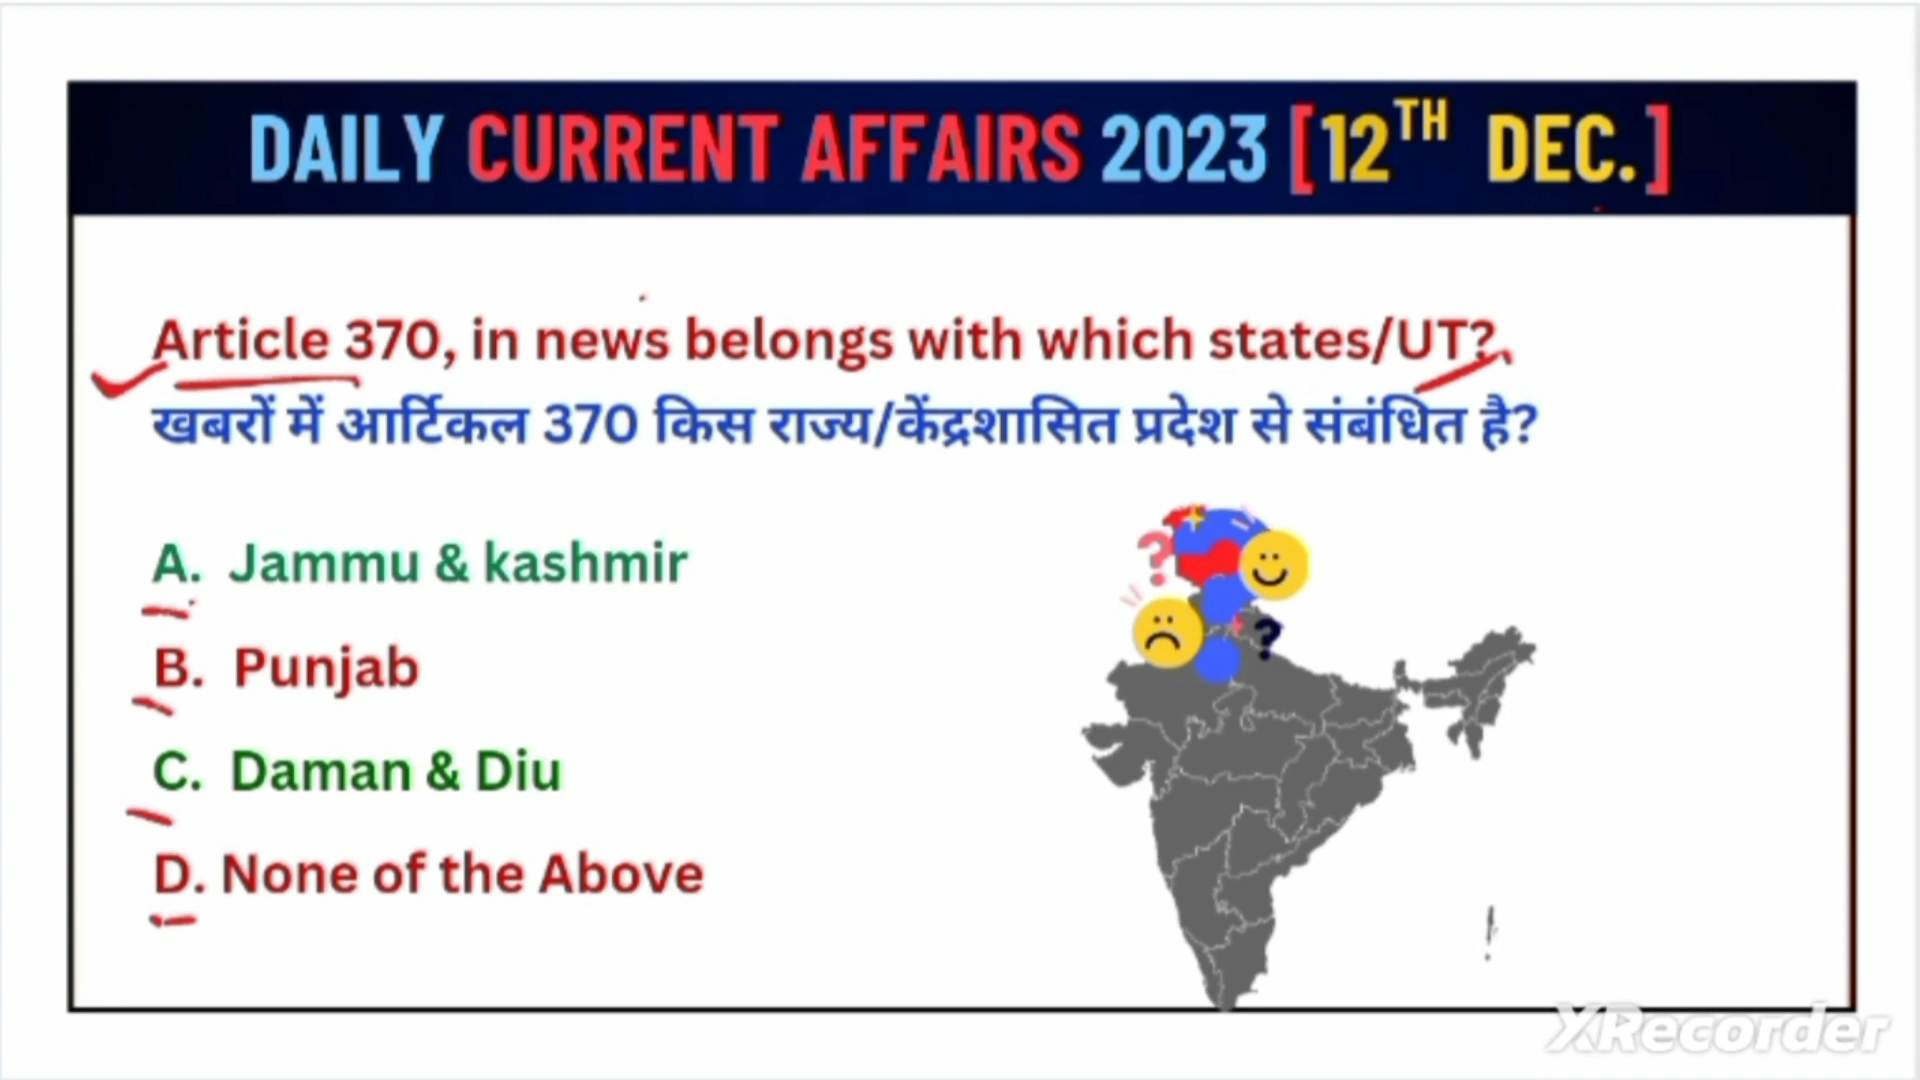 DAILY CURRENT AFFAIRS 2023 [12TH DEC.]
Article 370, in news belongs with which states/UT?
खबरों में आर्टिकल 370 किस राज्य/केंद्रशासित प्रदेश से संबंधित है?
A. Jammu & kashmir
B. Punjab
C. Daman & Diu
D. None of the Above
XRecorder